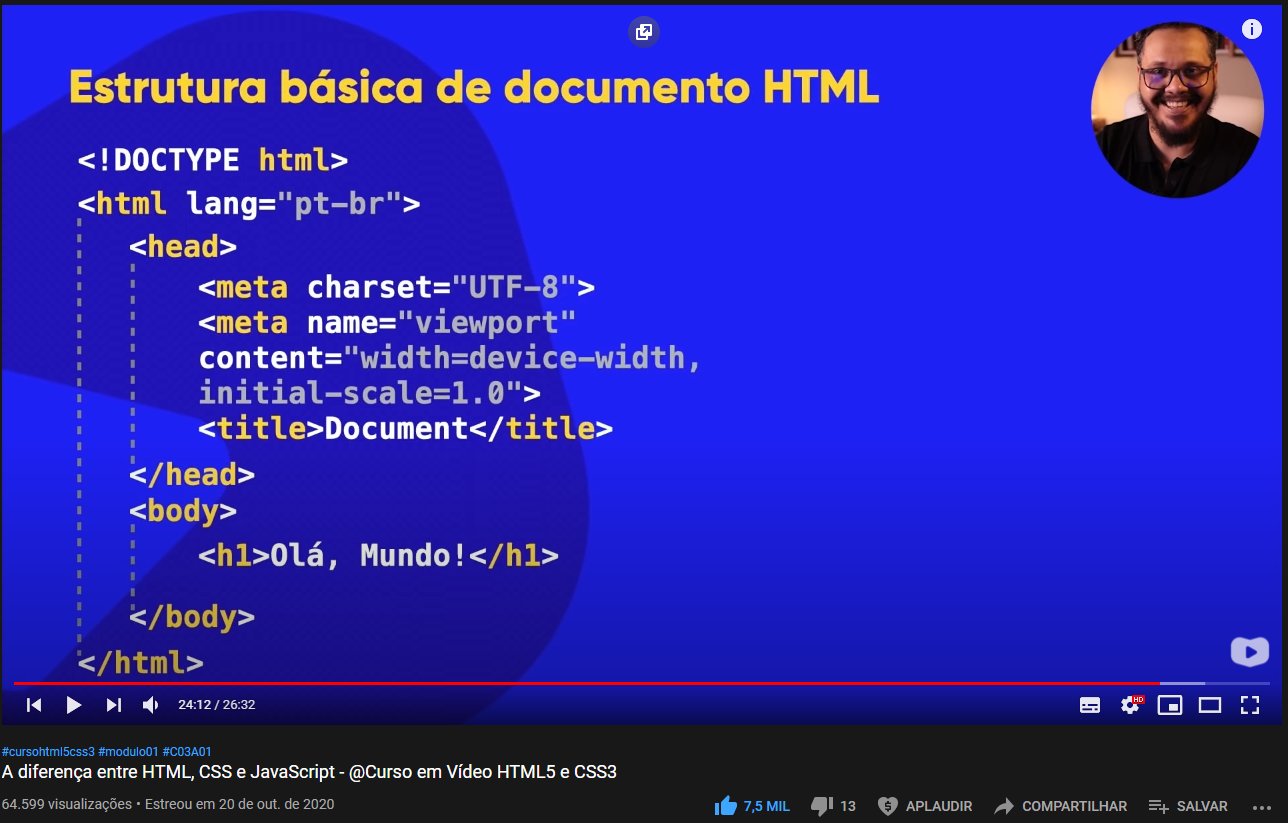 Estrutura básica de documento HTML
<!DOCTYPE html>
<html lang="pt-br">
<head>
<meta charset="UTF-8">
<meta name="viewport"
content="width=device-width,
initial-scale=1.0">
<title>Document</title>
</head>
<body>
<h1>Olá, Mundo!</h1>
</body>
</html>
24:12 / 26:32
HD
#cursohtml5css3 #modulo01 #C03A01
A diferença entre HTML, CSS e JavaScript - @Curso em Vídeo HTML5 e CSS3
64.599 visualizações • Estreou em 20 de out. de 2020
7,5 MIL
13
APLAUDIR
COMPARTILHAR
SALVAR